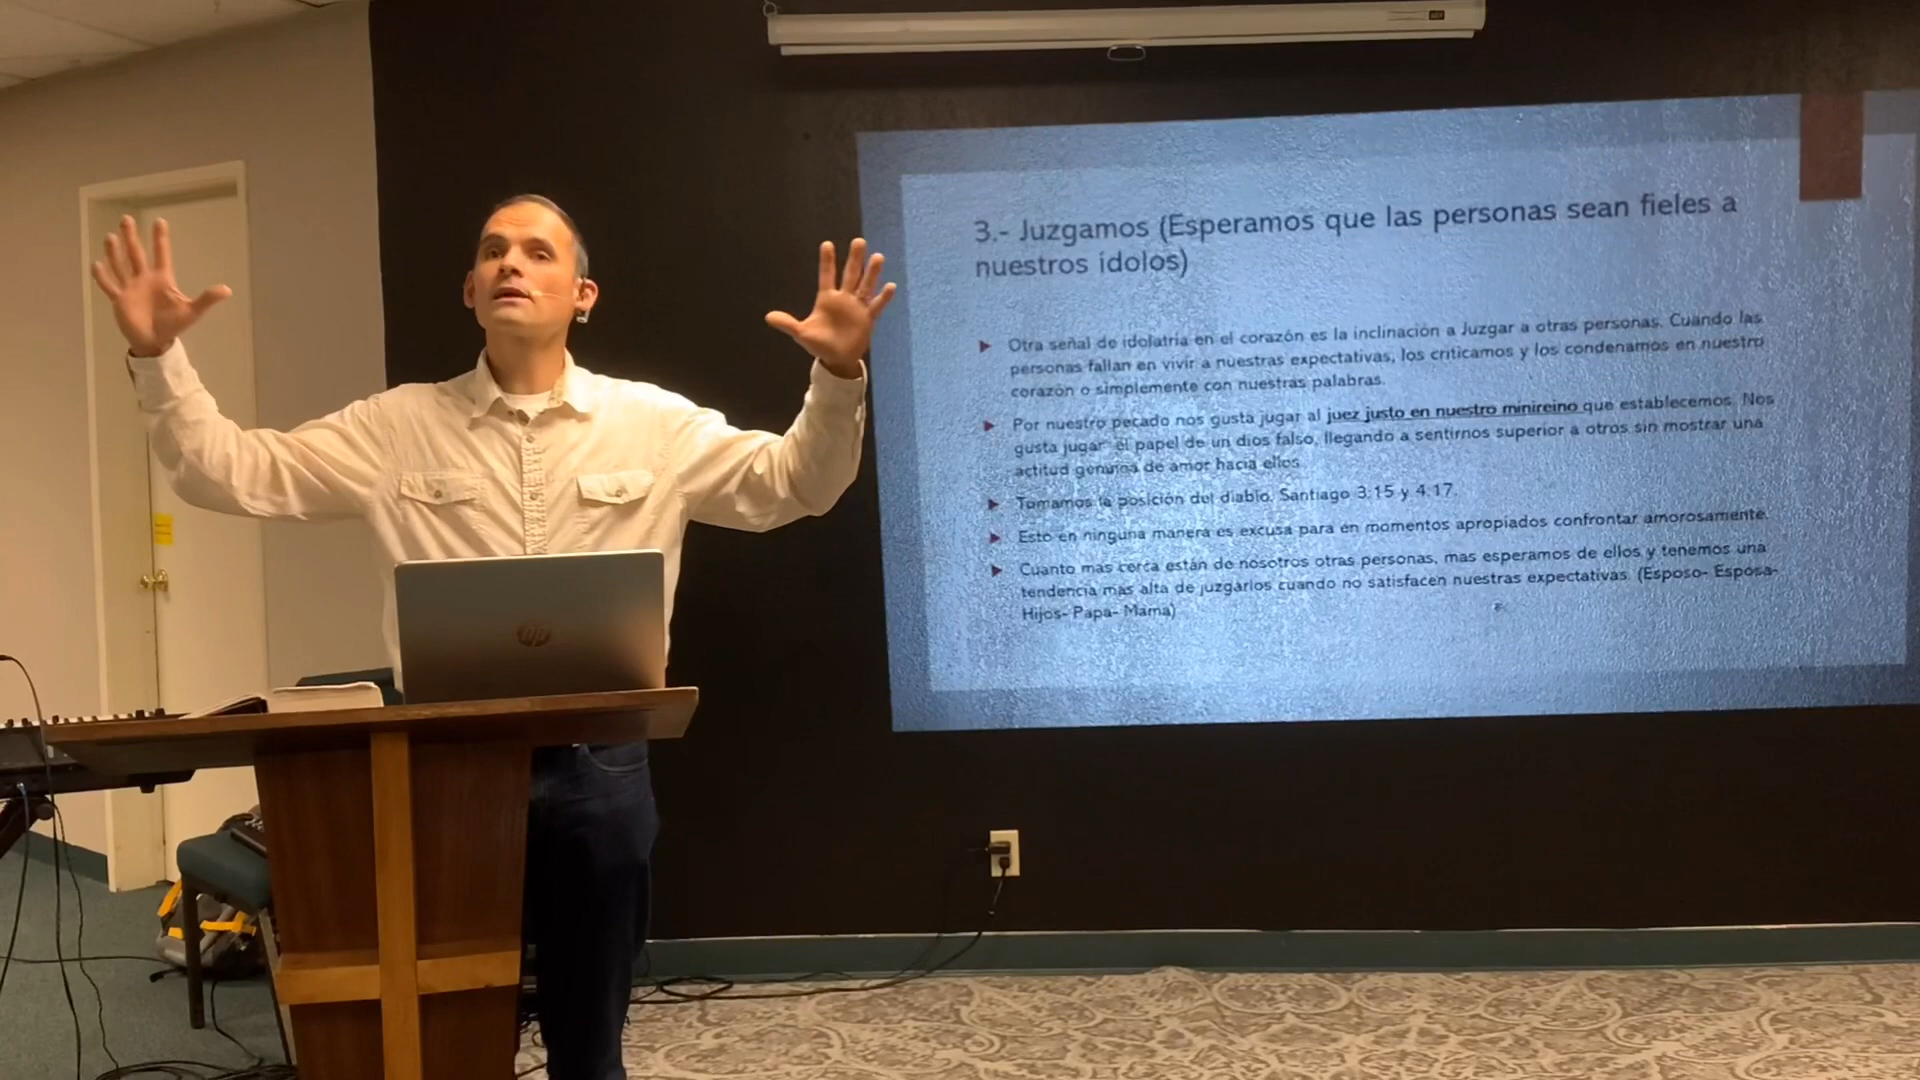 3.- Juzgamos (Esperamos que las personas sean fieles a
nuestros ídolos)
Otra señal de idolatría en el corazón es la inclinación a Juzgar a otras personas. Cuando las
personas fallan en vivir a nuestras expectativas, los criticamos y los condenamos en nuestro
corazón o simplemente con nuestras palabras.
Por nuestro pecado nos gusta jugar al juez justo en nuestro minireino que establecemos. Nos
gusta jugar el papel de un dios falso, llegando a sentirnos superior a otros sin mostrar una
actitud genuina de amor hacia ellos.
Tomamos la posición del diablo. Santiago 3:15 y 4:17.
Esto en ninguna manera es excusa para en momentos apropiados confrontar amorosamente.
Cuanto mas cerca están de nosotros otras personas, mas esperamos de ellos y tenemos una
tendencia mas alta de juzgarlos cuando no satisfacen nuestras expectativas. (Esposo- Esposa-
Hijos- Papa- Mama)
hp